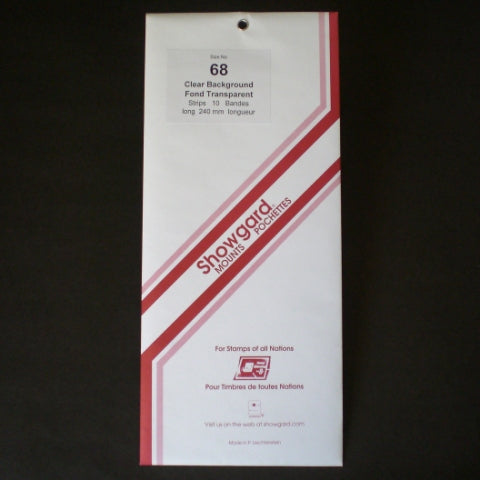 Size No
68
Clear Background
Fond Transparent
Strips 10 Bandes
long 240 mm longueur
Showgard®
MOUNTS POCHETTES
For Stamps of all Nations
Pour Timbres de toutes Nations
Visit us on the web at showgard.com
Made in Liechtenstein